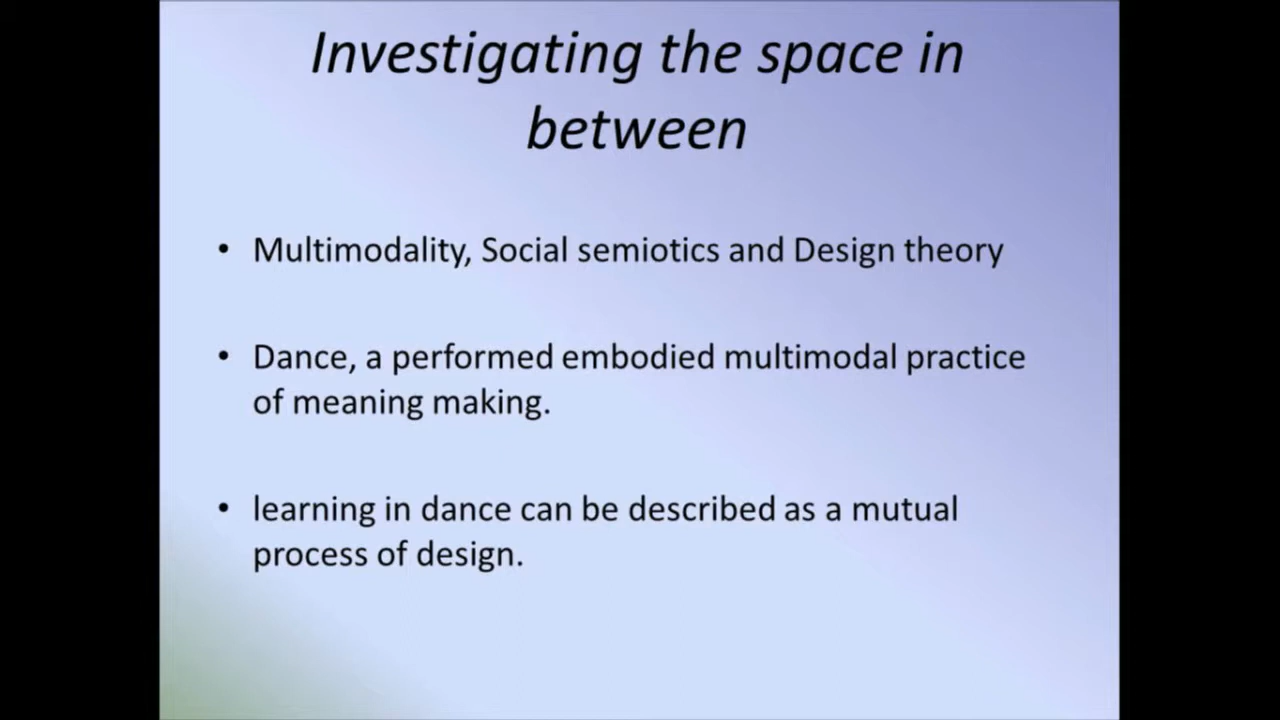 Investigating the space in
between
• Multimodality, Social semiotics and Design theory
• Dance, a performed embodied multimodal practice
of meaning making.
• learning in dance can be described as a mutual
process of design.